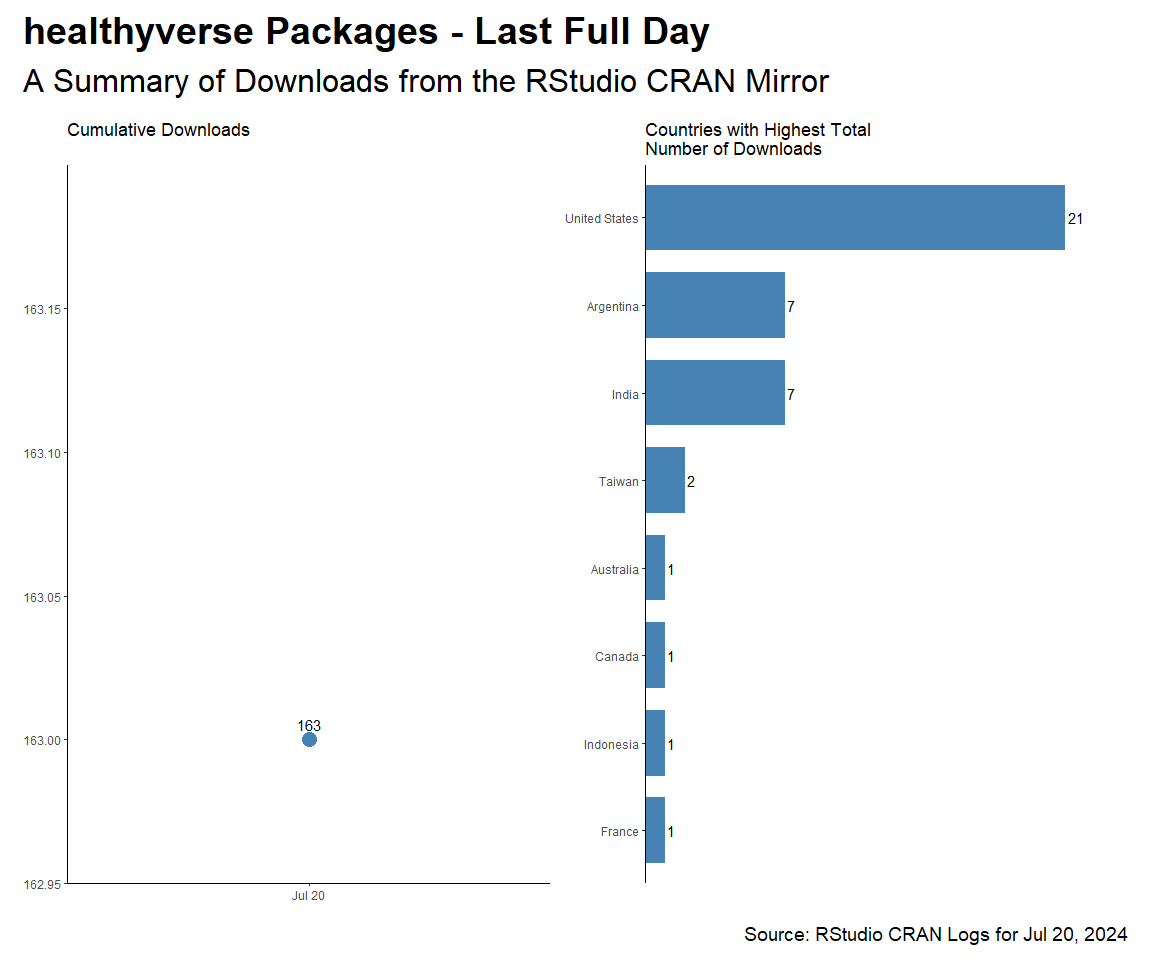 healthyverse Packages - Last Full Day
A Summary of Downloads from the RStudio CRAN Mirror
Cumulative Downloads
163.15
163.10
163.05
163.00
162.95
163
Jul 20
Countries with Highest Total
Number of Downloads
United States 21
Argentina 7
India 7
Taiwan 2
Australia 1
Canada 1
Indonesia 1
France 1
Source: RStudio CRAN Logs for Jul 20, 2024